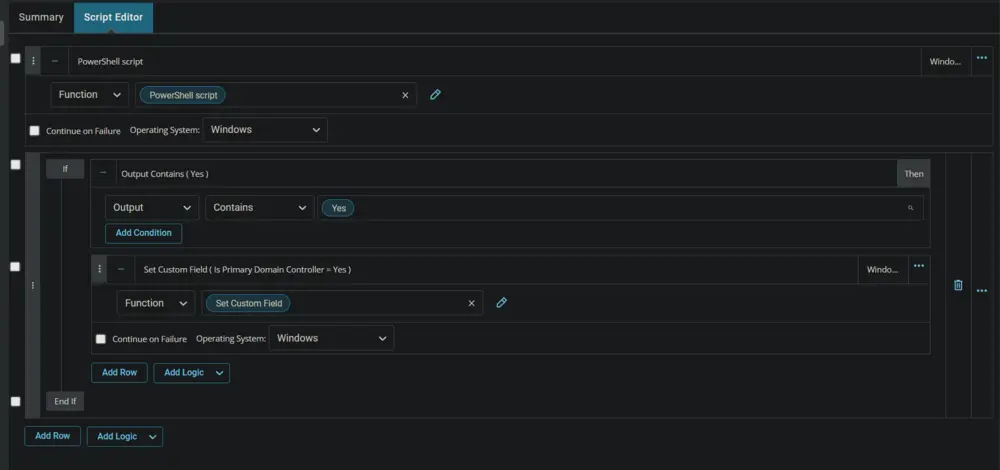 Summary Script Editor
PowerShell script Windo...
Function PowerShell script
Continue on Failure Operating System: Windows
If Output Contains ( Yes ) Then
Output Contains Yes
Add Condition
Set Custom Field ( Is Primary Domain Controller = Yes ) Windo...
Function Set Custom Field
Continue on Failure Operating System: Windows
Add Row Add Logic
End If
Add Row Add Logic